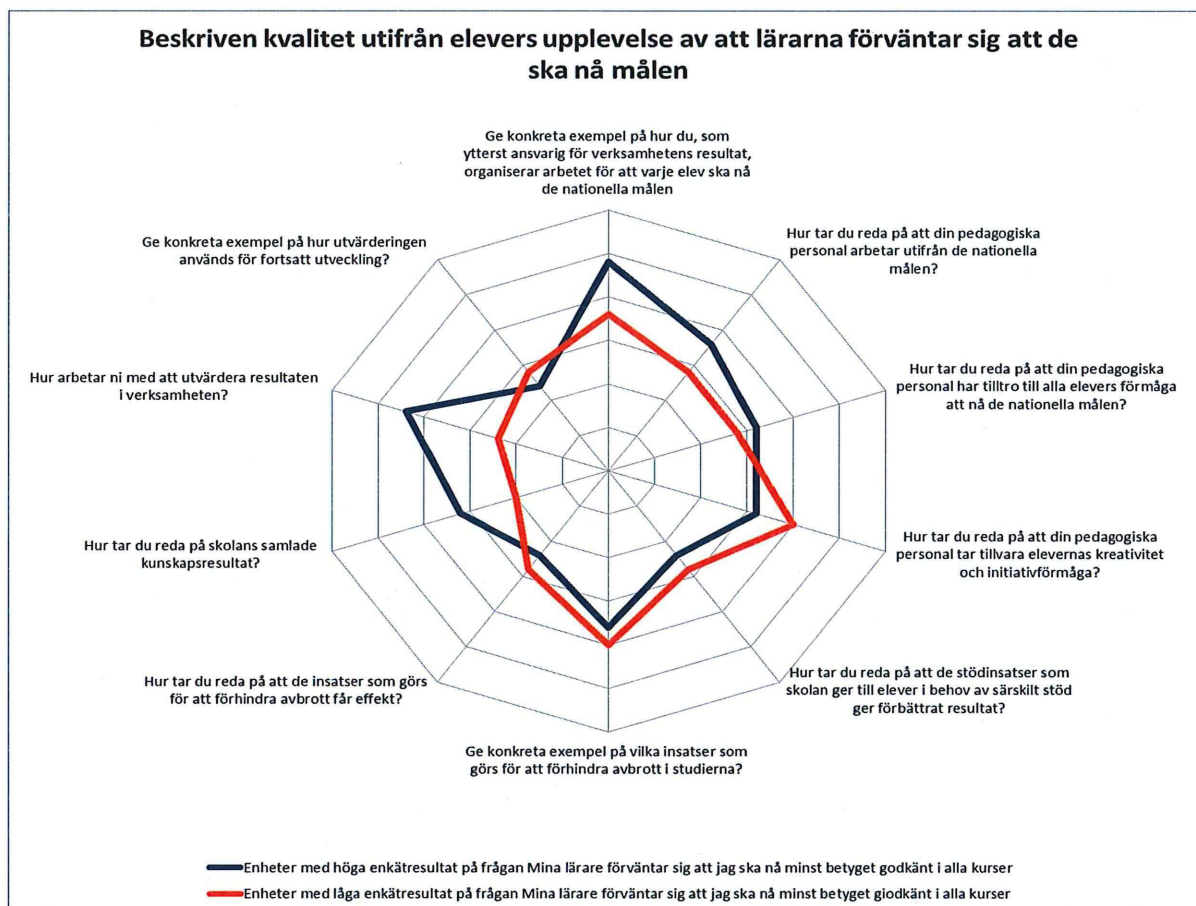 Beskriven kvalitet utifrån elevers upplevelse av att lärarna förväntar sig att de
ska nå målen
Ge konkreta exempel på hur du, som
ytterst ansvarig för verksamhetens resultat,
organiserar arbetet för att varje elev ska nå
de nationella målen
Hur tar du reda på att din pedagogiska
personal arbetar utifrån de nationella
målen?
Hur tar du reda på att din pedagogiska
personal har tilltro till alla elevers förmåga
att nå de nationella målen?
Hur tar du reda på att din pedagogiska
personal tar tillvara elevernas kreativitet
och initiativförmåga?
Hur tar du reda på att de stödinsatser som
skolan ger till elever i behov av särskilt stöd
ger förbättrat resultat?
Ge konkreta exempel på vilka insatser som
görs för att förhindra avbrott i studierna?
Hur tar du reda på att de insatser som görs
för att förhindra avbrott får effekt?
Hur tar du reda på skolans samlade
kunskapsresultat?
Hur arbetar ni med att utvärdera resultaten
i verksamheten?
Ge konkreta exempel på hur utvärderingen
används för fortsatt utveckling?
Enheter med höga enkätresultat på frågan Mina lärare förväntar sig att jag ska nå minst betyget godkänt i alla kurser
Enheter med låga enkätresultat på frågan Mina lärare förväntar sig att jag ska nå minst betyget giodkänt i alla kurser